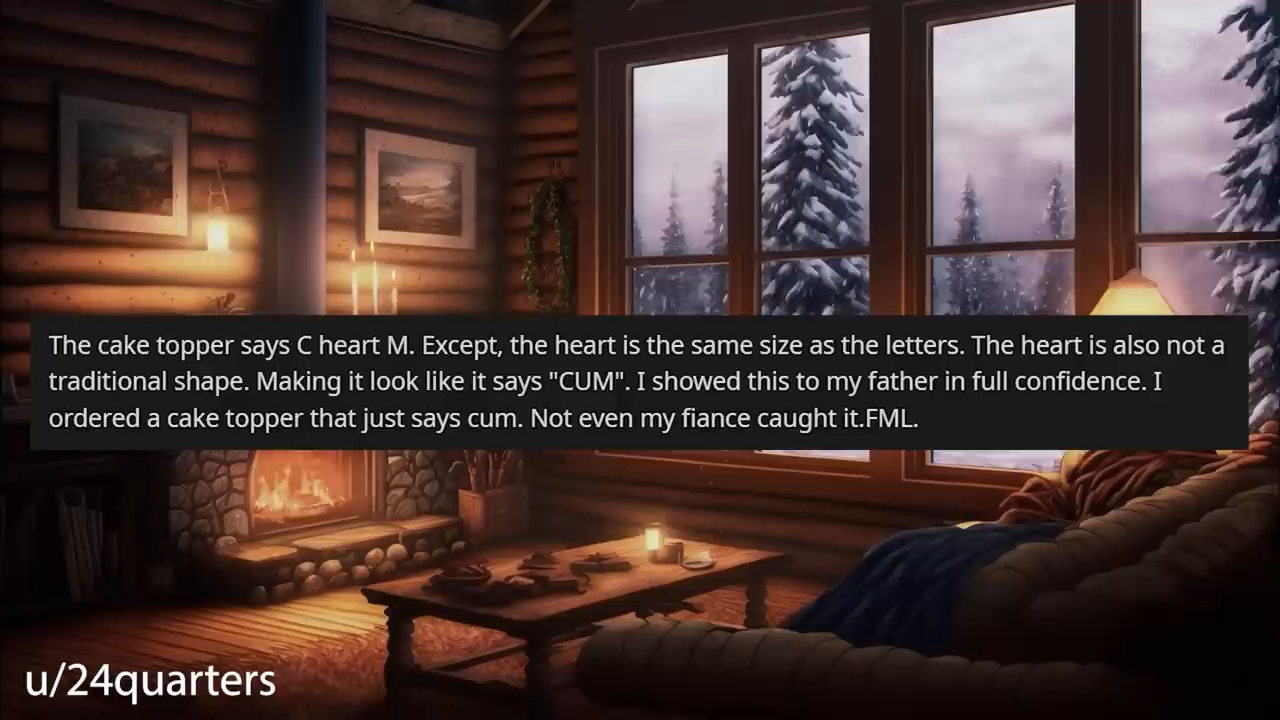 The cake topper says C heart M. Except, the heart is the same size as the letters. The heart is also not a
traditional shape. Making it look like it says "CUM". I showed this to my father in full confidence. I
ordered a cake topper that just says cum. Not even my fiance caught it.FML.
u/24quarters